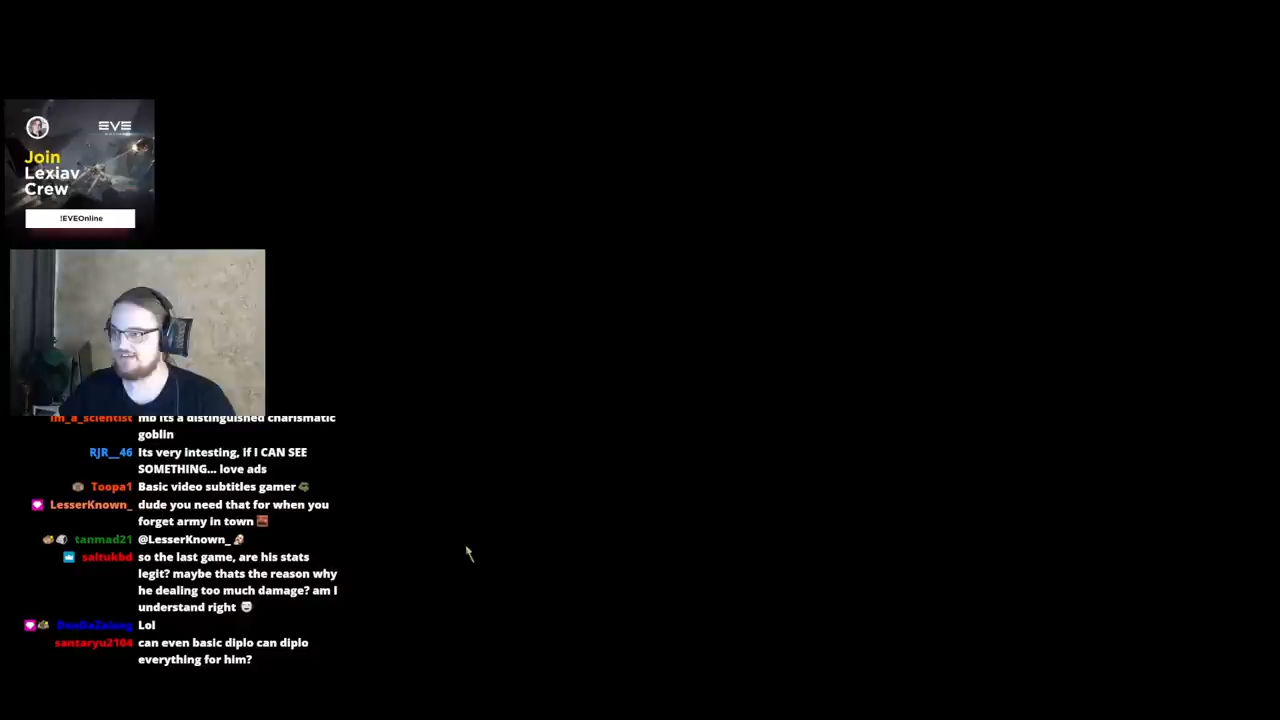 EVE
Join
Lexiav
Crew
!EVEOnline
im_a_scientist mb its a distinguished charismatic
goblin
RJR__46 Its very intesting, if I CAN SEE
SOMETHING... love ads
Toopa1 Basic video subtitles gamer
LesserKnown_ dude you need that for when you
forget army in town
tanmad21 @LesserKnown_
saltukbd so the last game, are his stats
legit? maybe thats the reason why
he dealing too much damage? am I
understand right
Lol
santaryu2104 can even basic diplo can diplo
everything for him?